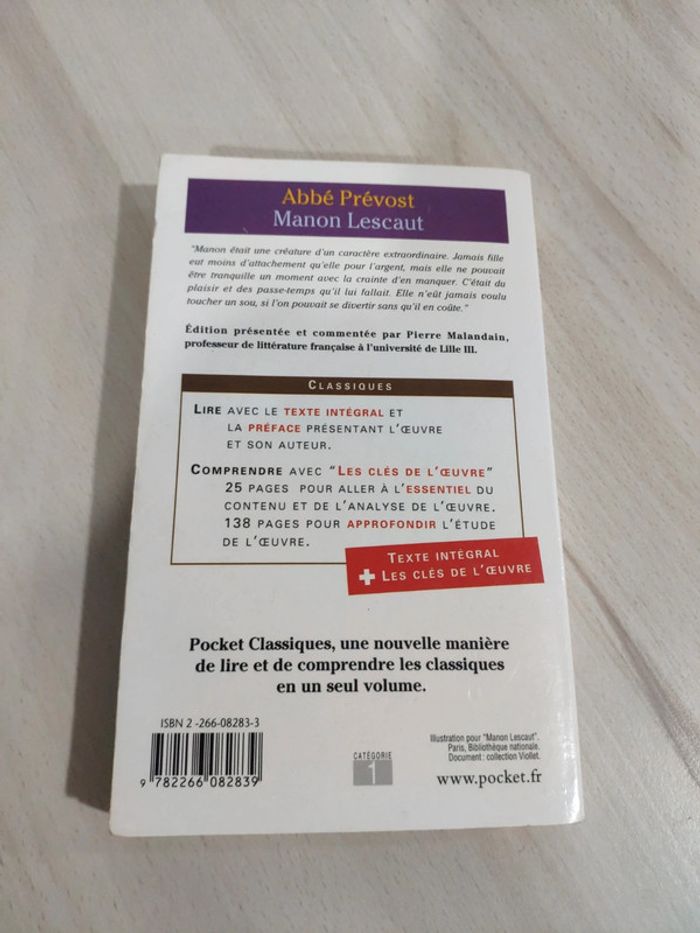 Abbé Prévost
Manon Lescaut
"Manon était une créature d'un caractère extraordinaire. Jamais fille
eut moins d'attachement qu'elle pour l'argent, mais elle ne pouvait
être tranquille un moment avec la crainte d'en manquer. C'était du
plaisir et des passe-temps qu'il lui fallait. Elle n'eût jamais voulu
toucher un sou, si l'on pouvait se divertir sans qu'il en coûte."
Édition présentée et commentée par Pierre Malandain,
professeur de littérature française à l'université de Lille III.
CLASSIQUES
LIRE AVEC LE TEXTE INTÉGRAL ET
LA PRÉFACE PRÉSENTANT L'ŒUVRE
ET SON AUTEUR.
COMPRENDRE AVEC "LES CLÉS DE L'ŒUVRE"
25 PAGES POUR ALLER À L'ESSENTIEL DU
CONTENU ET DE L'ANALYSE DE L'ŒUVRE.
138 PAGES POUR APPROFONDIR L'ÉTUDE
DE L'ŒUVRE.
TEXTE INTÉGRAL
+ LES CLÉS DE L'ŒUVRE
Pocket Classiques, une nouvelle manière
de lire et de comprendre les classiques
en un seul volume.
ISBN 2-266-08283-3
9 782266 082839
CATÉGORIE
1
Illustration pour "Manon Lescaut".
Paris, Bibliothèque nationale.
Document : collection Viollet.
www.pocket.fr